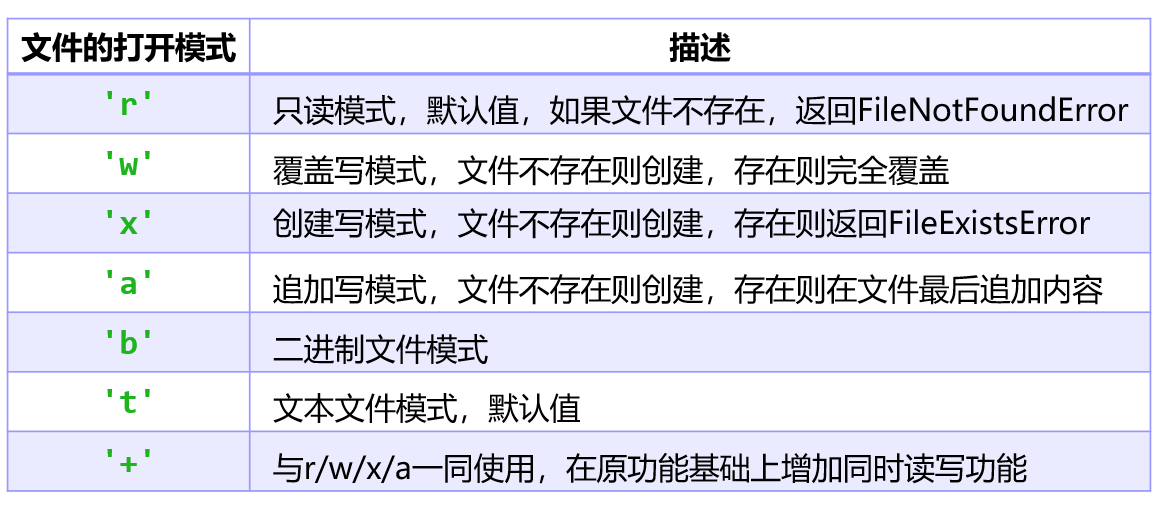 文件的打开模式 描述
'r' 只读模式，默认值，如果文件不存在，返回FileNotFoundError
'w' 覆盖写模式，文件不存在则创建，存在则完全覆盖
'x' 创建写模式，文件不存在则创建，存在则返回FileExistsError
'a' 追加写模式，文件不存在则创建，存在则在文件最后追加内容
'b' 二进制文件模式
't' 文本文件模式，默认值
'+' 与r/w/x/a一同使用，在原功能基础上增加同时读写功能